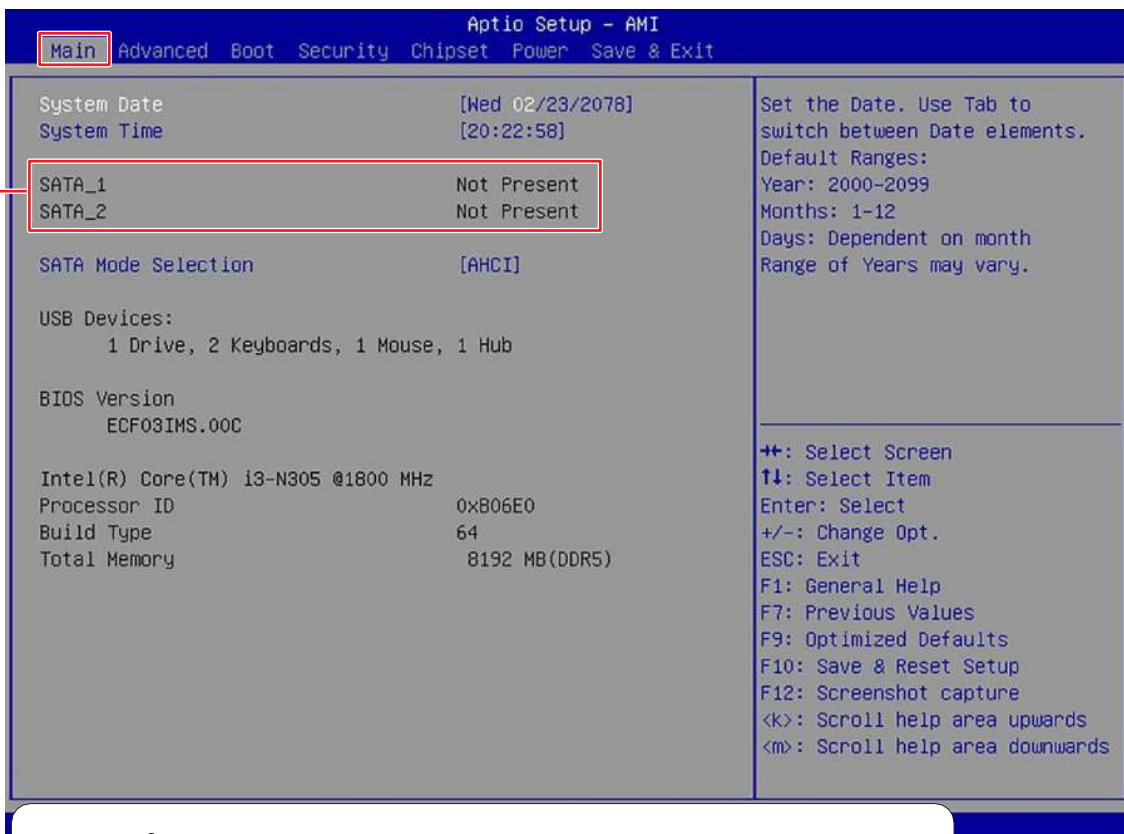 Aptio Setup – AMI
Main Advanced Boot Security Chipset Power Save & Exit
System Date [Wed 02/23/2078]
System Time [20:22:58]
SATA_1 Not Present
SATA_2 Not Present
SATA Mode Selection [AHCI]
USB Devices:
1 Drive, 2 Keyboards, 1 Mouse, 1 Hub
BIOS Version
ECF03IMS.00C
Intel(R) Core(TM) i3-N305 @1800 MHz
Processor ID 0xB06E0
Build Type 64
Total Memory 8192 MB(DDR5)
Set the Date. Use Tab to
switch between Date elements.
Default Ranges:
Year: 2000-2099
Months: 1-12
Days: Dependent on month
Range of Years may vary.
→←: Select Screen
↑↓: Select Item
Enter: Select
+/-: Change Opt.
ESC: Exit
F1: General Help
F7: Previous Values
F9: Optimized Defaults
F10: Save & Reset Setup
F12: Screenshot capture
<k>: Scroll help area upwards
<m>: Scroll help area downwards